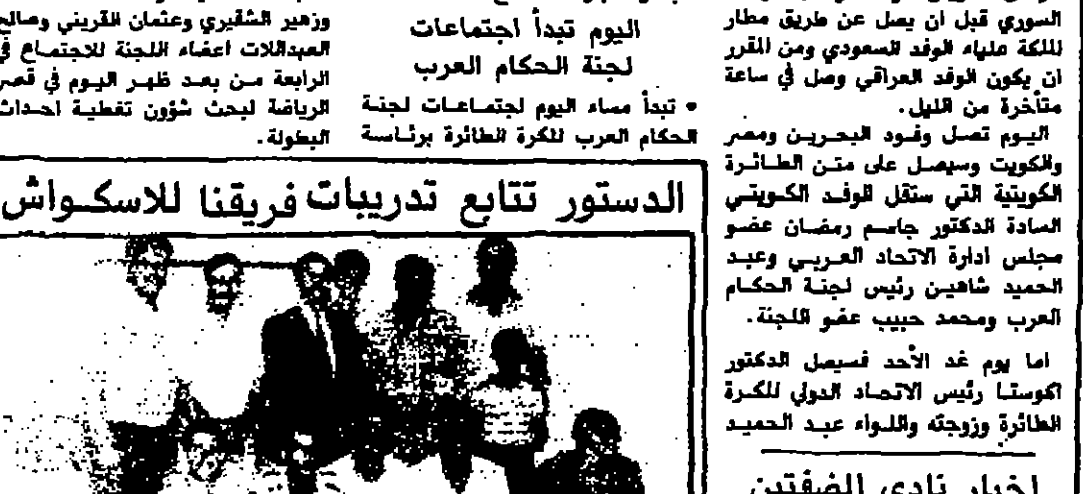 السوري قبل ان يصل عن طريق مطار
الملكة علياء الوفد السعودي ومن المقرر
ان يكون الوفد العراقي وصل في ساعة
متأخرة من الليل.
اليوم تصل وفود البحرين ومصر
والكويت وسيصل على متن الطائرة
الكويتية التي ستقل الوفد الكويتي
السادة الدكتور جاسم رمضان عضو
مجلس ادارة الاتحاد العربي وعبد
الحميد شاهين رئيس لجنة الحكام
العرب ومحمد حبيب عضو اللجنة.
اما يوم غد الأحد فسيصل الدكتور
اكوستا رئيس الاتحاد الدولي للكرة
الطائرة وزوجته واللواء عبد الحميد
اخبار نادي الضفتين
اليوم تبدأ اجتماعات
لجنة الحكام العرب
• تبدأ مساء اليوم اجتماعات لجنة
الحكام العرب للكرة الطائرة برئاسة
وزهير الشقيري وعثمان القريني وصالح
العبداللات اعضاء اللجنة للاجتماع في
الرابعة من بعد ظهر اليوم في قصر
الرياضة لبحث شؤون تغطية احداث
البطولة.
الدستور تتابع تدريبات فريقنا للاسكواش